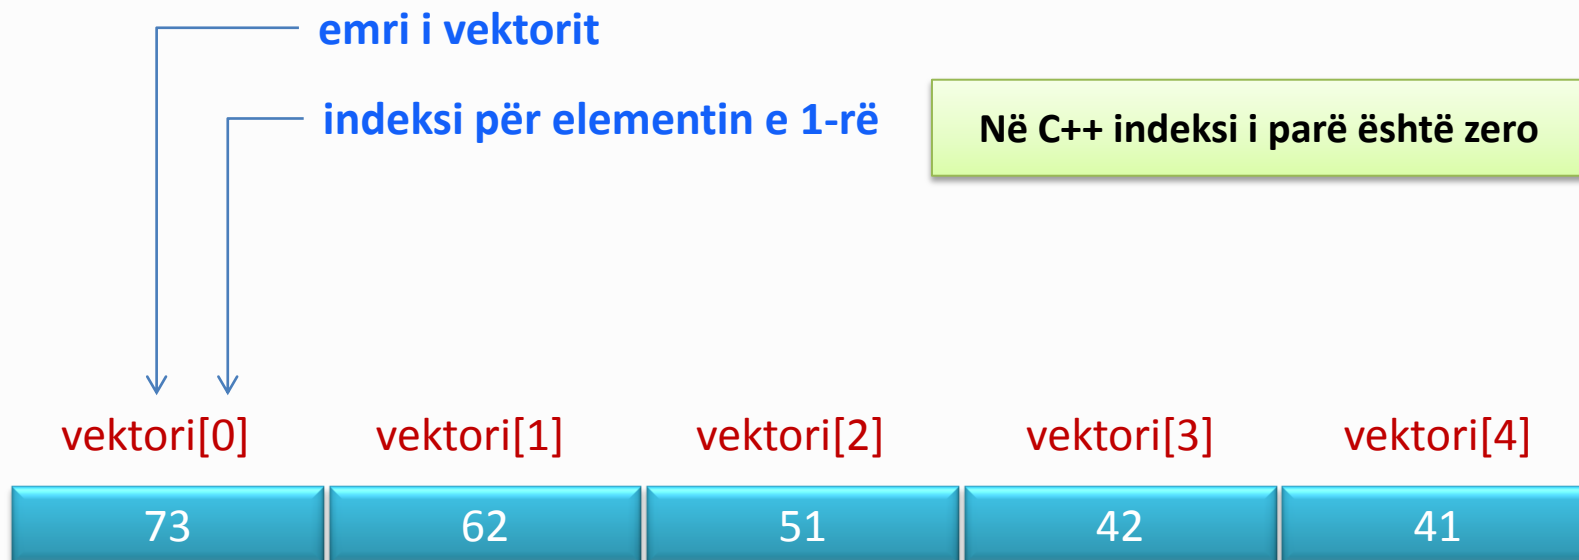 emri i vektorit
indeksi për elementin e 1-rë
Në C++ indeksi i parë është zero
vektori[0] vektori[1] vektori[2] vektori[3] vektori[4]
73 62 51 42 41